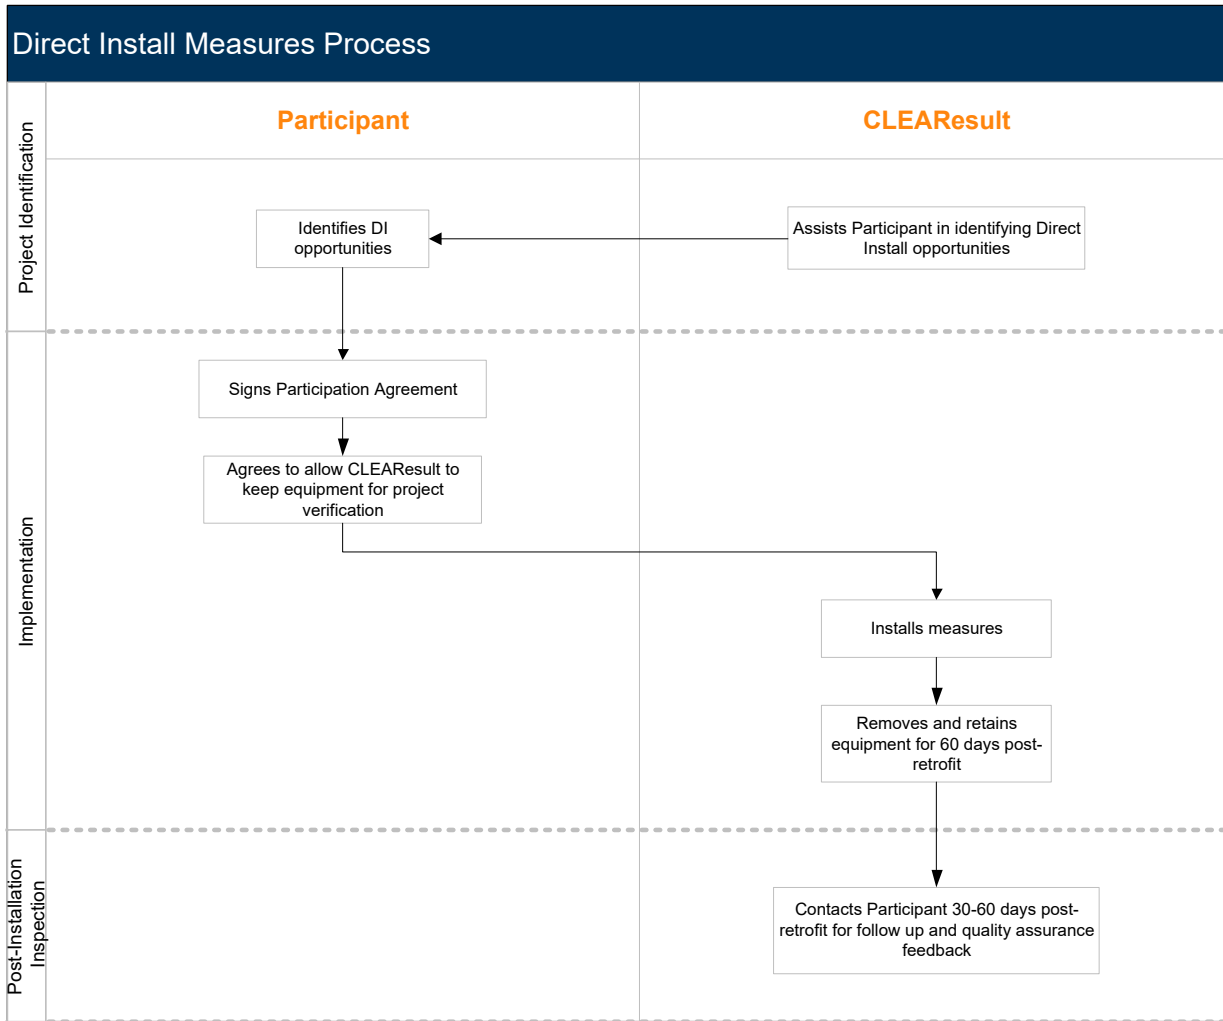 Direct Install Measures Process
Participant
CLEAResult
Project Identification
Identifies DI
opportunities
Assists Participant in identifying Direct
Install opportunities
Implementation
Signs Participation Agreement
Agrees to allow CLEAResult to
keep equipment for project
verification
Installs measures
Removes and retains
equipment for 60 days post-
retrofit
Post-Installation
Inspection
Contacts Participant 30-60 days post-
retrofit for follow up and quality assurance
feedback